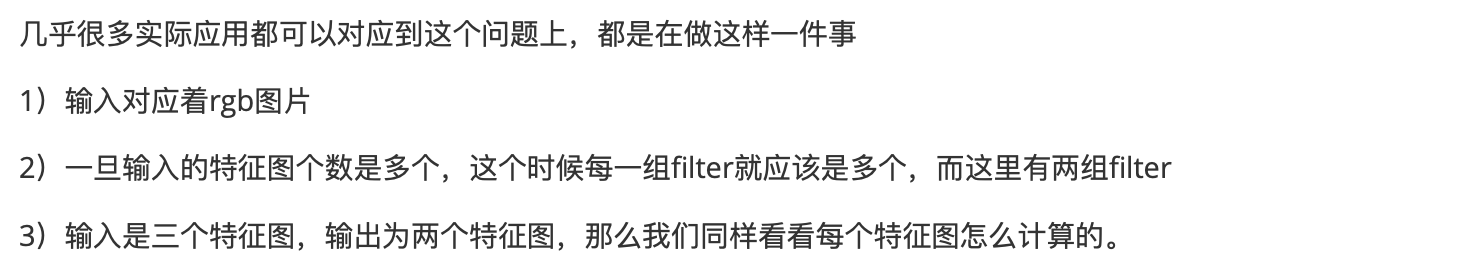 几乎很多实际应用都可以对应到这个问题上，都是在做这样一件事
1）输入对应着rgb图片
2）一旦输入的特征图个数是多个，这个时候每一组filter就应该是多个，而这里有两组filter
3）输入是三个特征图，输出为两个特征图，那么我们同样看看每个特征图怎么计算的。